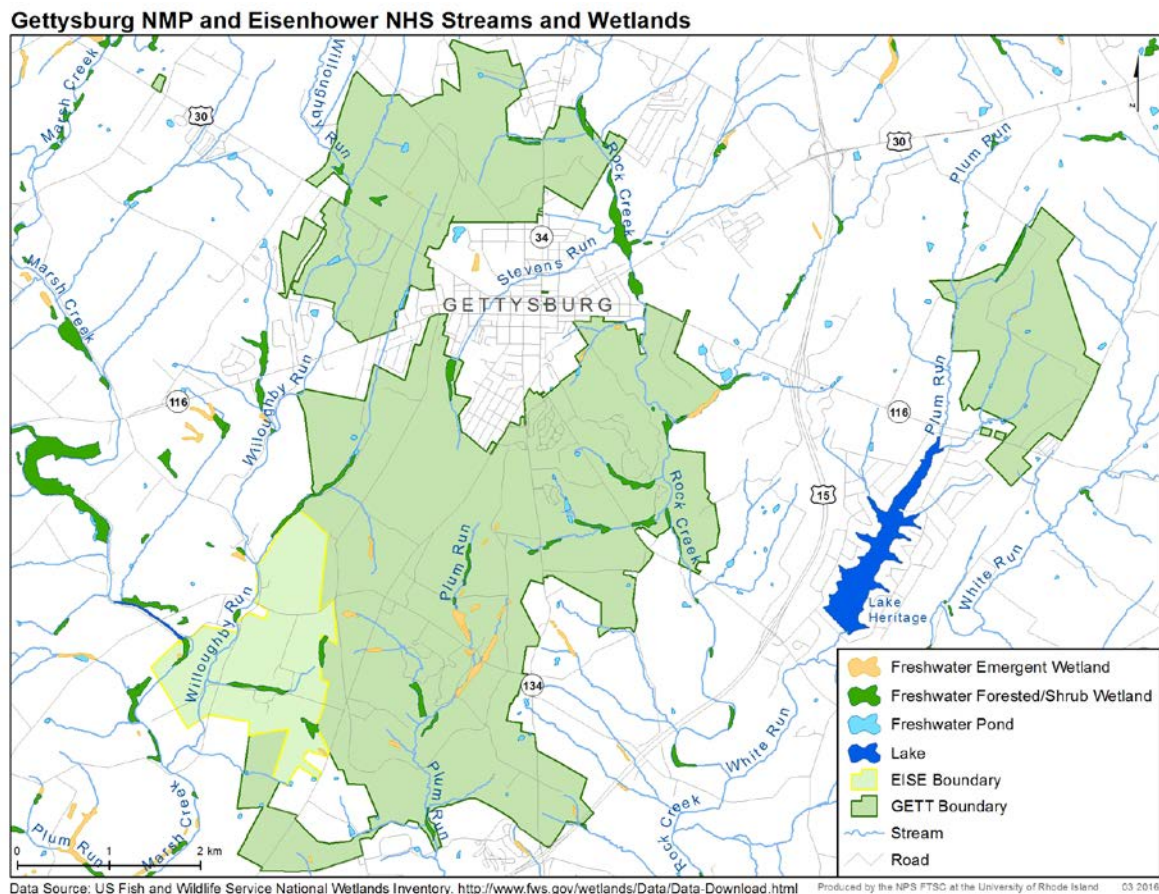 Gettysburg NMP and Eisenhower NHS Streams and Wetlands
Marsh Creek
30
Willoughby
Run
Rock Creek
30
Plum Run
z
34
Stevens Run
GETTYSBURG
Marsh Creek
116
Willoughby Run
Plum Run
116
15
Rock Creek
Plum Run
White Run
Lake
Heritage
Willoughby Run
134
White Run
Plum Run
Rock Creek
Plum Run
Marsh Creek
0 1 2 km
Freshwater Emergent Wetland
Freshwater Forested/Shrub Wetland
Freshwater Pond
Lake
EISE Boundary
GETT Boundary
Stream
Road
Data Source: US Fish and Wildlife Service National Wetlands Inventory. http://www.fws.gov/wetlands/Data/Data-Download.html
Produced by the NPS FTSC at the University of Rhode Island 03 2016